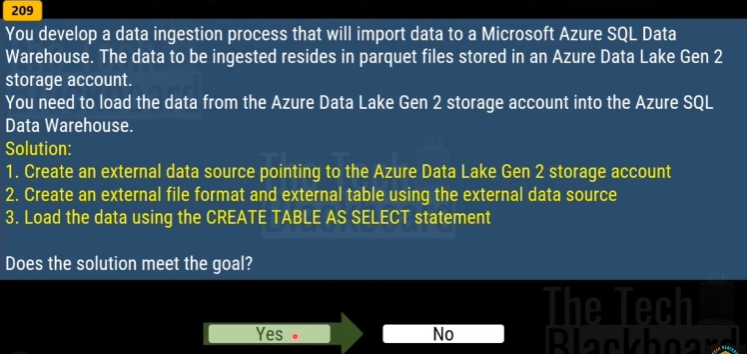 209
You develop a data ingestion process that will import data to a Microsoft Azure SQL Data
Warehouse. The data to be ingested resides in parquet files stored in an Azure Data Lake Gen 2
storage account.
You need to load the data from the Azure Data Lake Gen 2 storage account into the Azure SQL
Data Warehouse.
Solution:
1. Create an external data source pointing to the Azure Data Lake Gen 2 storage account
2. Create an external file format and external table using the external data source
3. Load the data using the CREATE TABLE AS SELECT statement
Does the solution meet the goal?
Yes
No
The Tech
Blackboard